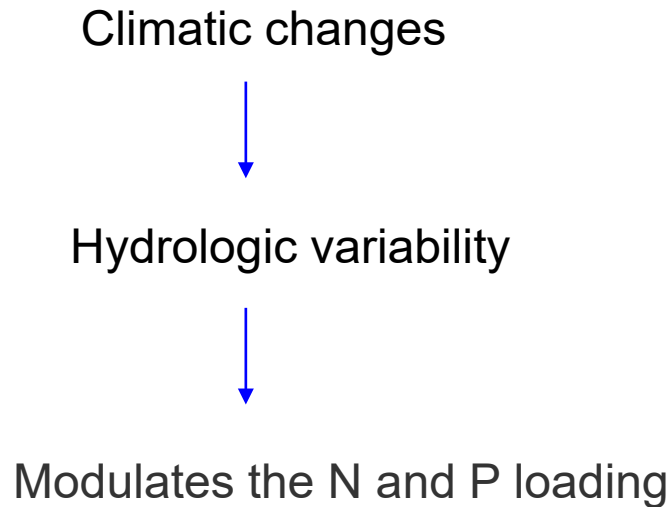 Climatic changes
Hydrologic variability
Modulates the N and P loading